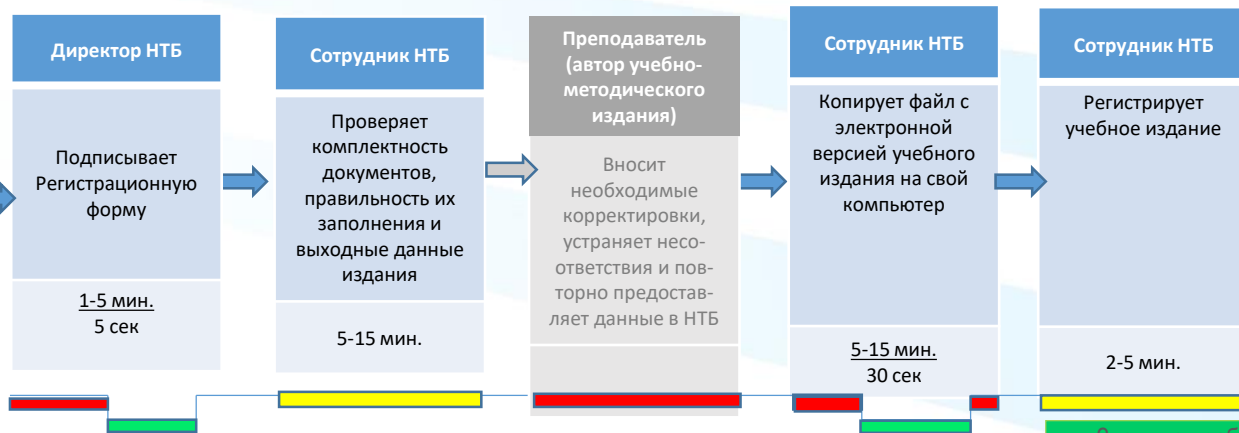 Директор НТБ
Подписывает
Регистрационную
форму
1-5 мин.
5 сек
Сотрудник НТБ
Проверяет
комплектность
документов,
правильность их
заполнения и
выходные данные
издания
5-15 мин.
Преподаватель
(автор учебно-
методического
издания)
Вносит
необходимые
корректировки,
устраняет несо-
ответствия и пов-
торно предостав-
ляет данные в НТБ
Сотрудник НТБ
Копирует файл с
электронной
версией учебного
издания на свой
компьютер
5-15 мин.
30 сек
Сотрудник НТБ
Регистрирует
учебное издание
2-5 мин.